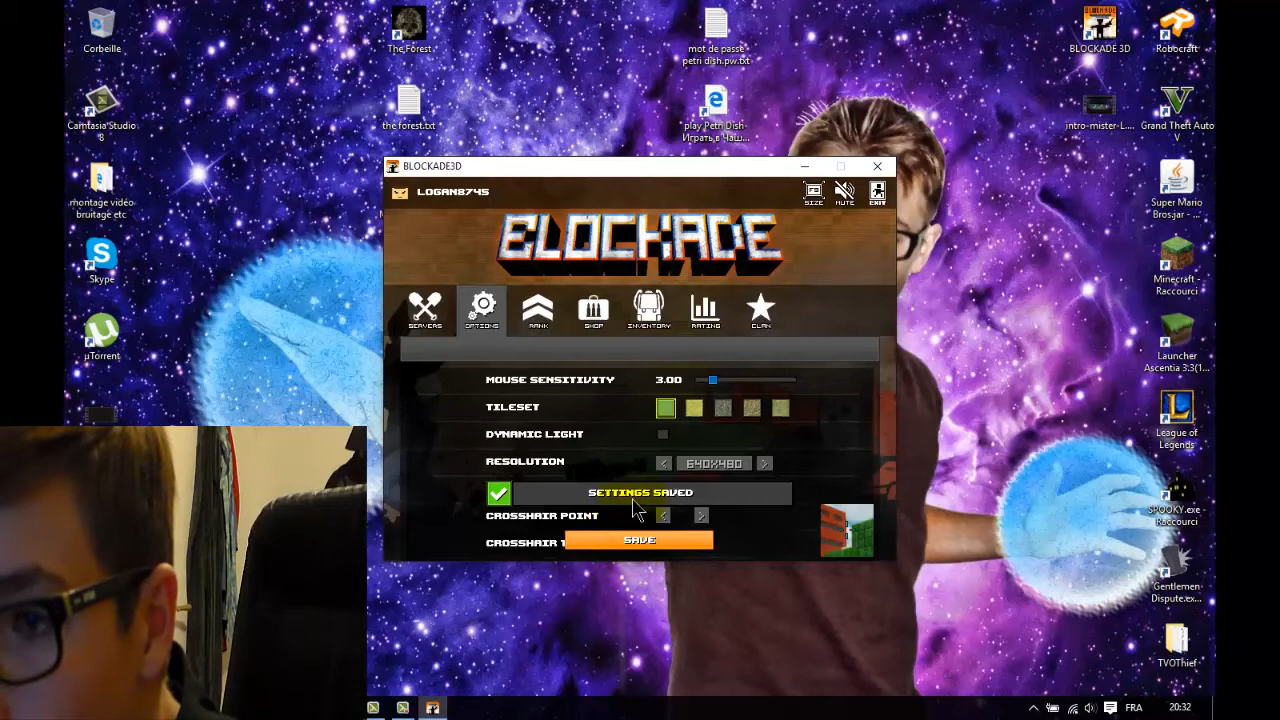 Corbeille
The Forest
mot de passe
petri dish.pw.txt
BLOCKADE 3D
Robocraft
Camtasia Studio
8
the forest.txt
play Petri Dish-
Играть в Чаш...
intro-mister-L....
Grand Theft Auto
V
BLOCKADE3D
LOGAN8745
SIZE
MUTE
EXIT
montage vidéo
bruitage etc
Super Mario
Bros.jar - ...
BLOCKADE
Skype
Minecraft -
Raccourci
SERVERS
OPTIONS
RANK
SHOP
INVENTORY
RATING
CLAN
µTorrent
Launcher
Ascentia 3.3(1...
MOUSE SENSITIVITY 3.00
TILESET
DYNAMIC LIGHT
League of
Legends
RESOLUTION < 640X480 >
SETTINGS SAVED
CROSSHAIR POINT < >
SPOOKY.exe -
Raccourci
SAVE
CROSSHAIR T
Gentlemen
Dispute.ex...
TVOThief
FRA
20:32